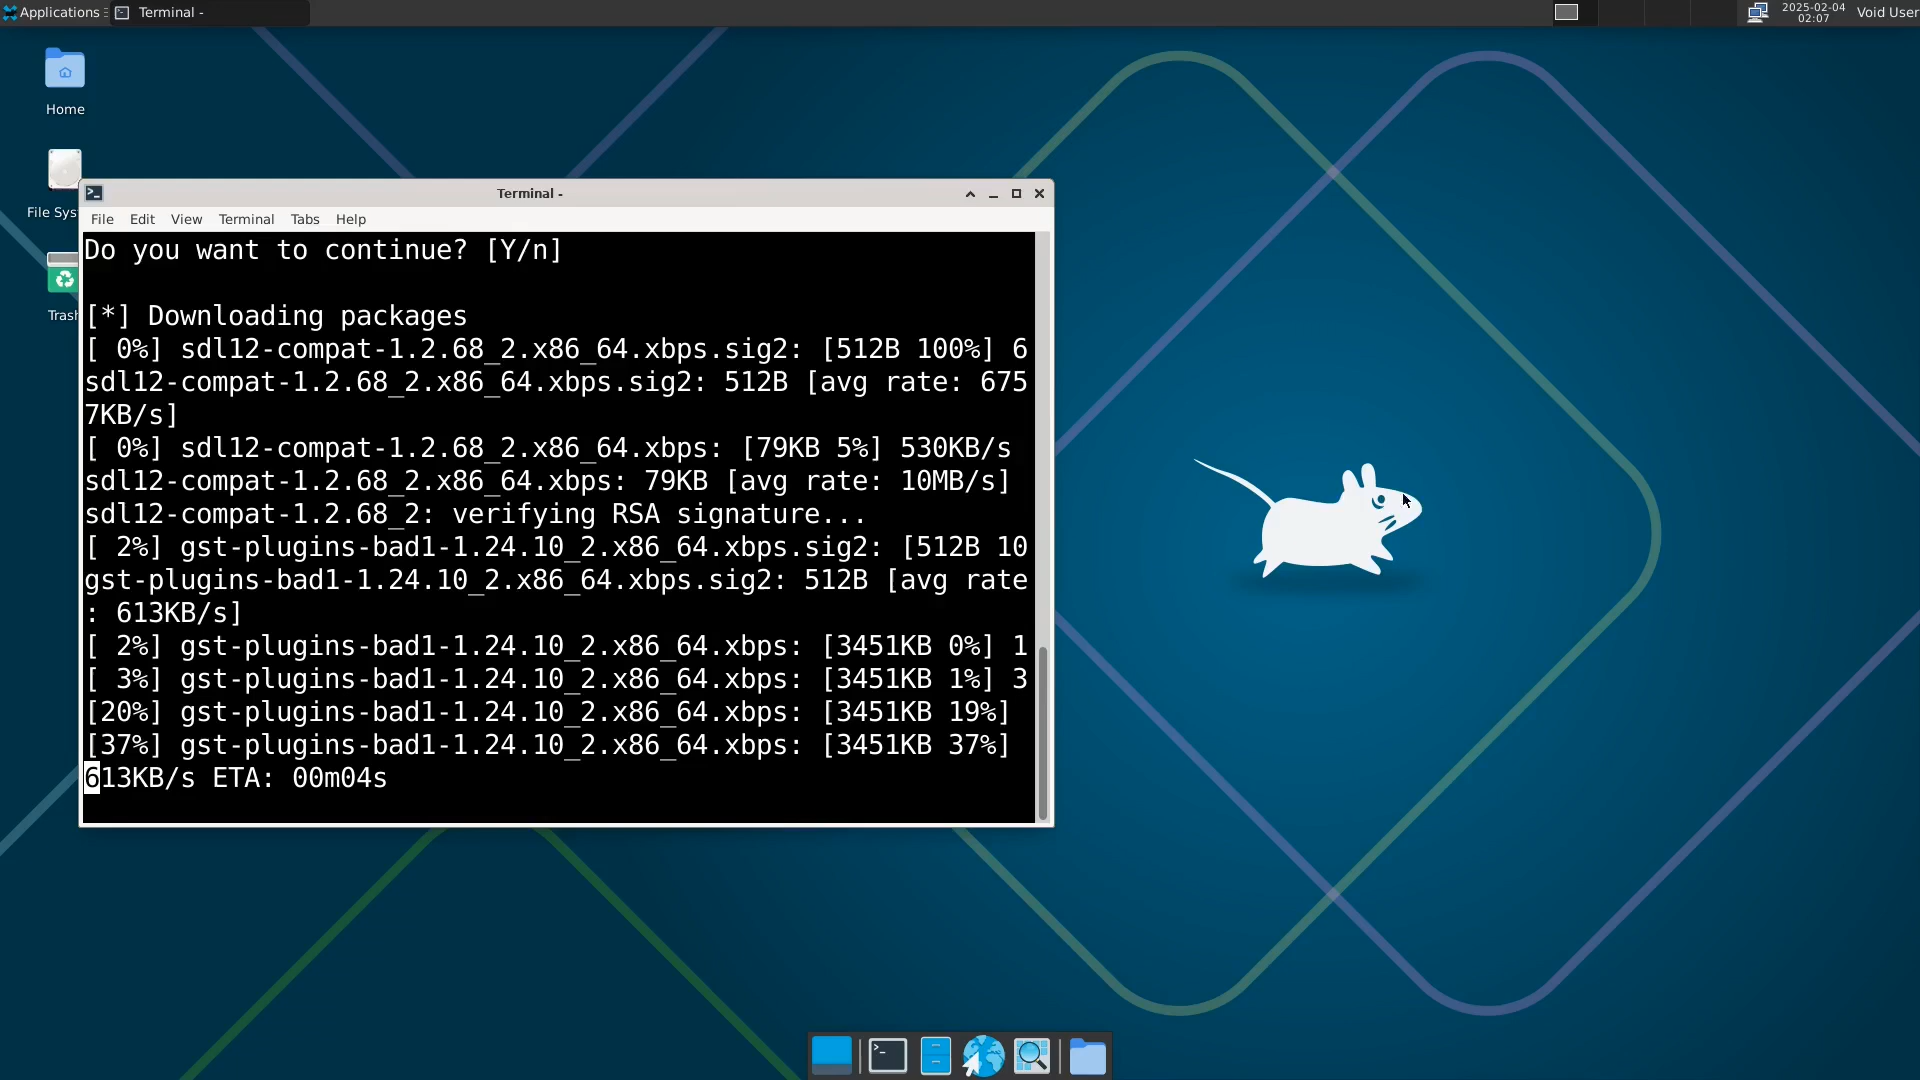 Applications
Terminal -
2025-02-04
02:07
Void User
Home
File Sys
Trash
Terminal -
File Edit View Terminal Tabs Help
Do you want to continue? [Y/n]
[*] Downloading packages
[ 0%] sdl12-compat-1.2.68_2.x86_64.xbps.sig2: [512B 100%] 6
sdl12-compat-1.2.68_2.x86_64.xbps.sig2: 512B [avg rate: 675
7KB/s]
[ 0%] sdl12-compat-1.2.68_2.x86_64.xbps: [79KB 5%] 530KB/s
sdl12-compat-1.2.68_2.x86_64.xbps: 79KB [avg rate: 10MB/s]
sdl12-compat-1.2.68_2: verifying RSA signature...
[ 2%] gst-plugins-bad1-1.24.10_2.x86_64.xbps.sig2: [512B 10
gst-plugins-bad1-1.24.10_2.x86_64.xbps.sig2: 512B [avg rate
: 613KB/s]
[ 2%] gst-plugins-bad1-1.24.10_2.x86_64.xbps: [3451KB 0%] 1
[ 3%] gst-plugins-bad1-1.24.10_2.x86_64.xbps: [3451KB 1%] 3
[20%] gst-plugins-bad1-1.24.10_2.x86_64.xbps: [3451KB 19%]
[37%] gst-plugins-bad1-1.24.10_2.x86_64.xbps: [3451KB 37%]
613KB/s ETA: 00m04s